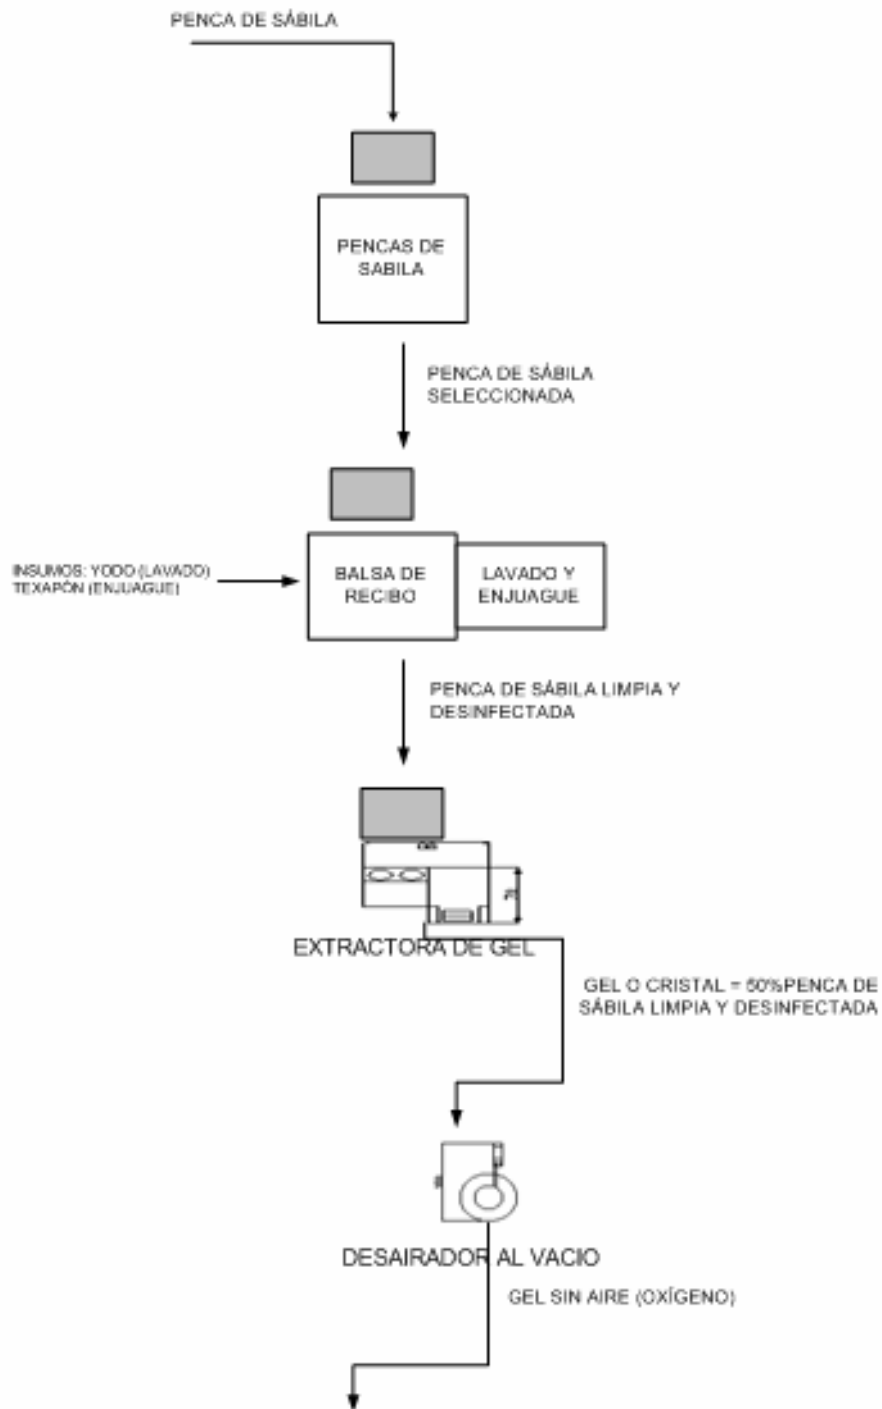 PENCA DE SÁBILA
PENCAS DE
SABILA
PENCA DE SÁBILA
SELECCIONADA
INSUMOS: YODO (LAVADO)
TEXAPÓN (ENJUAGUE)
BALSA DE
RECIBO
LAVADO Y
ENJUAGUE
PENCA DE SÁBILA LIMPIA Y
DESINFECTADA
EXTRACTORA DE GEL
GEL O CRISTAL = 50%PENCA DE
SÁBILA LIMPIA Y DESINFECTADA
DESAIRADOR AL VACIO
GEL SIN AIRE (OXÍGENO)